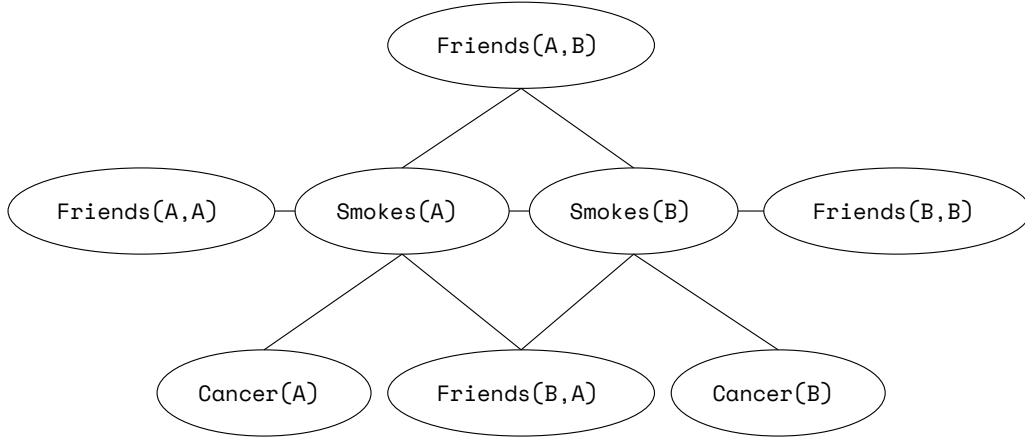 Friends(A,B)
Friends(A,A)
Smokes(A)
Smokes(B)
Friends(B,B)
Cancer(A)
Friends(B,A)
Cancer(B)